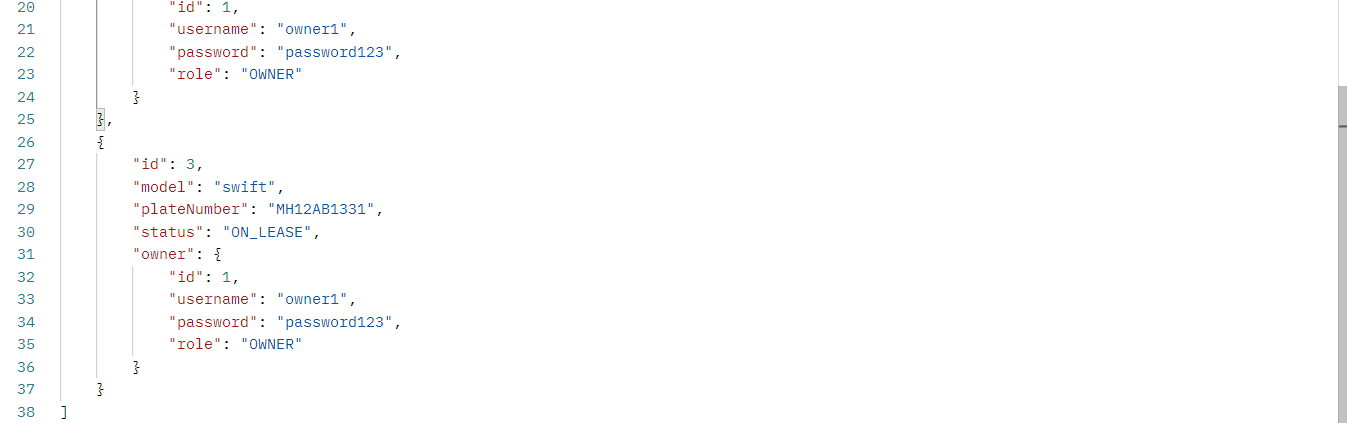 20 "id": 1,
21 "username": "owner1",
22 "password": "password123",
23 "role": "OWNER"
24 }
25 },
26 {
27 "id": 3,
28 "model": "swift",
29 "plateNumber": "MH12AB1331",
30 "status": "ON_LEASE",
31 "owner": {
32 "id": 1,
33 "username": "owner1",
34 "password": "password123",
35 "role": "OWNER"
36 }
37 }
38 ]